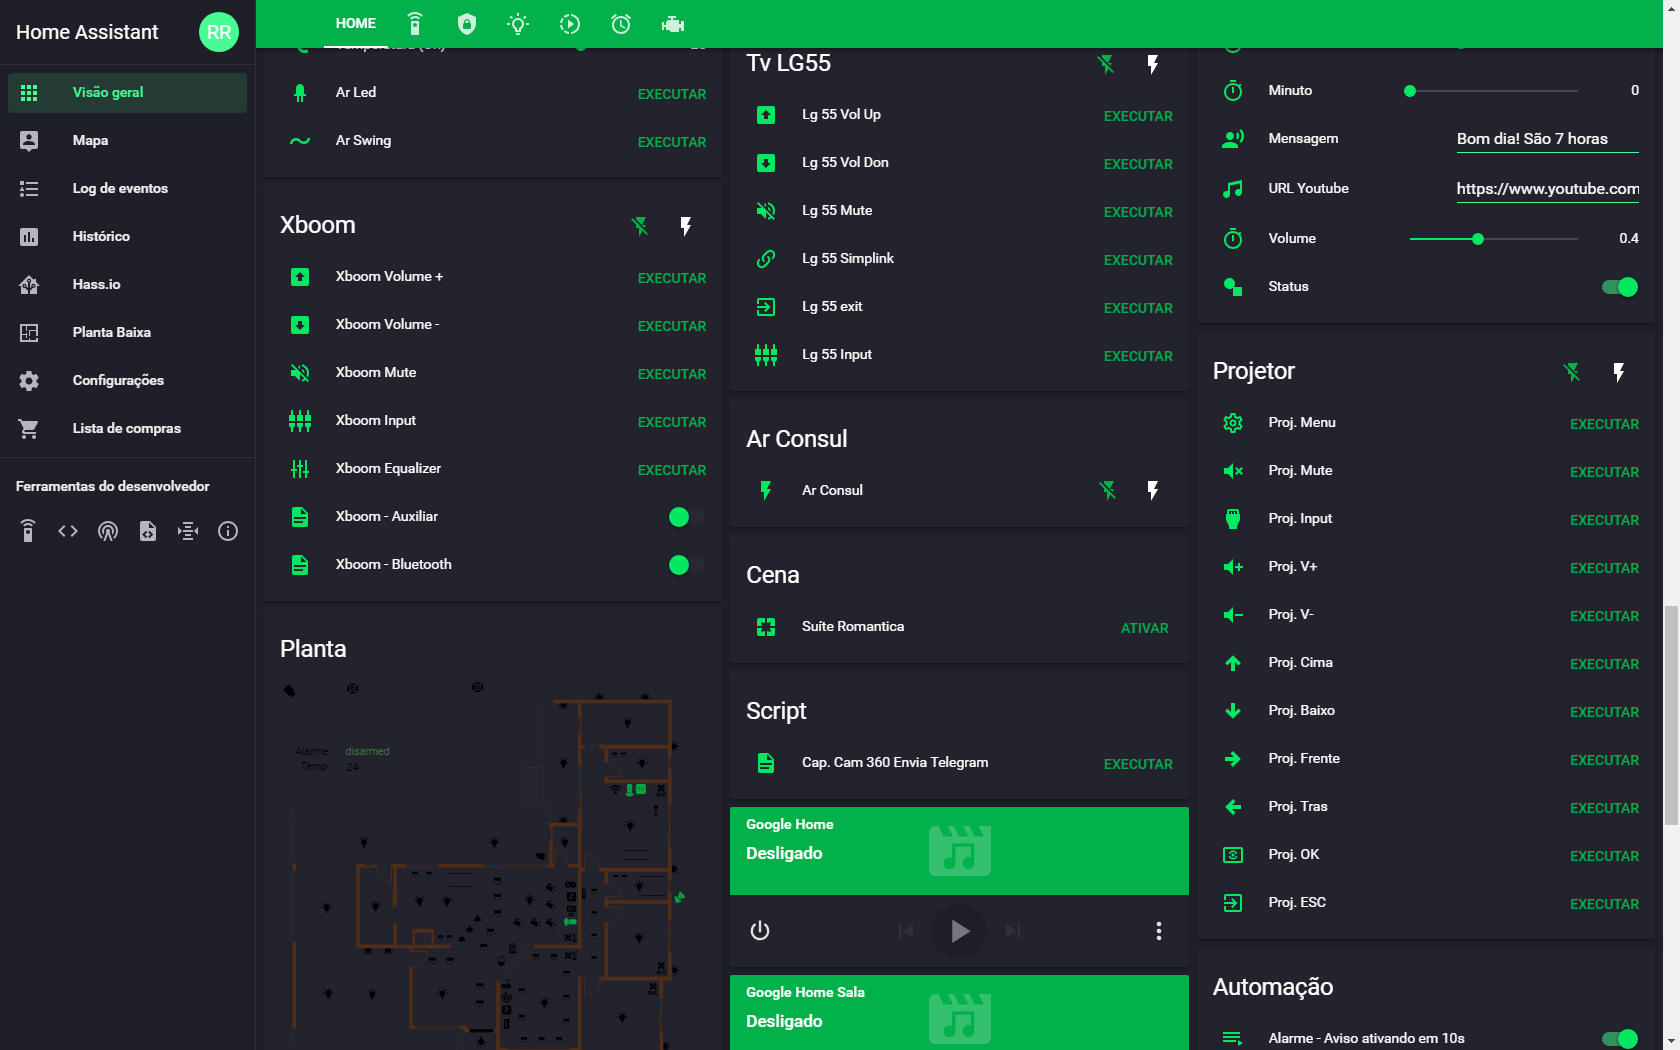 Home Assistant
RR
HOME
Visão geral
Mapa
Log de eventos
Histórico
Hass.io
Planta Baixa
Configurações
Lista de compras
Ferramentas do desenvolvedor
Ar Led
EXECUTAR
Ar Swing
EXECUTAR
Xboom
Xboom Volume +
EXECUTAR
Xboom Volume -
EXECUTAR
Xboom Mute
EXECUTAR
Xboom Input
EXECUTAR
Xboom Equalizer
EXECUTAR
Xboom - Auxiliar
Xboom - Bluetooth
Planta
Alarme: disarmed
Temp.: 24
Tv LG55
Lg 55 Vol Up
EXECUTAR
Lg 55 Vol Don
EXECUTAR
Lg 55 Mute
EXECUTAR
Lg 55 Simplink
EXECUTAR
Lg 55 exit
EXECUTAR
Lg 55 Input
EXECUTAR
Ar Consul
Ar Consul
Cena
Suíte Romantica
ATIVAR
Script
Cap. Cam 360 Envia Telegram
EXECUTAR
Google Home
Desligado
Google Home Sala
Desligado
Minuto
0
Mensagem
Bom dia! São 7 horas
URL Youtube
https://www.youtube.com
Volume
0.4
Status
Projetor
Proj. Menu
EXECUTAR
Proj. Mute
EXECUTAR
Proj. Input
EXECUTAR
Proj. V+
EXECUTAR
Proj. V-
EXECUTAR
Proj. Cima
EXECUTAR
Proj. Baixo
EXECUTAR
Proj. Frente
EXECUTAR
Proj. Tras
EXECUTAR
Proj. OK
EXECUTAR
Proj. ESC
EXECUTAR
Automação
Alarme - Aviso ativando em 10s